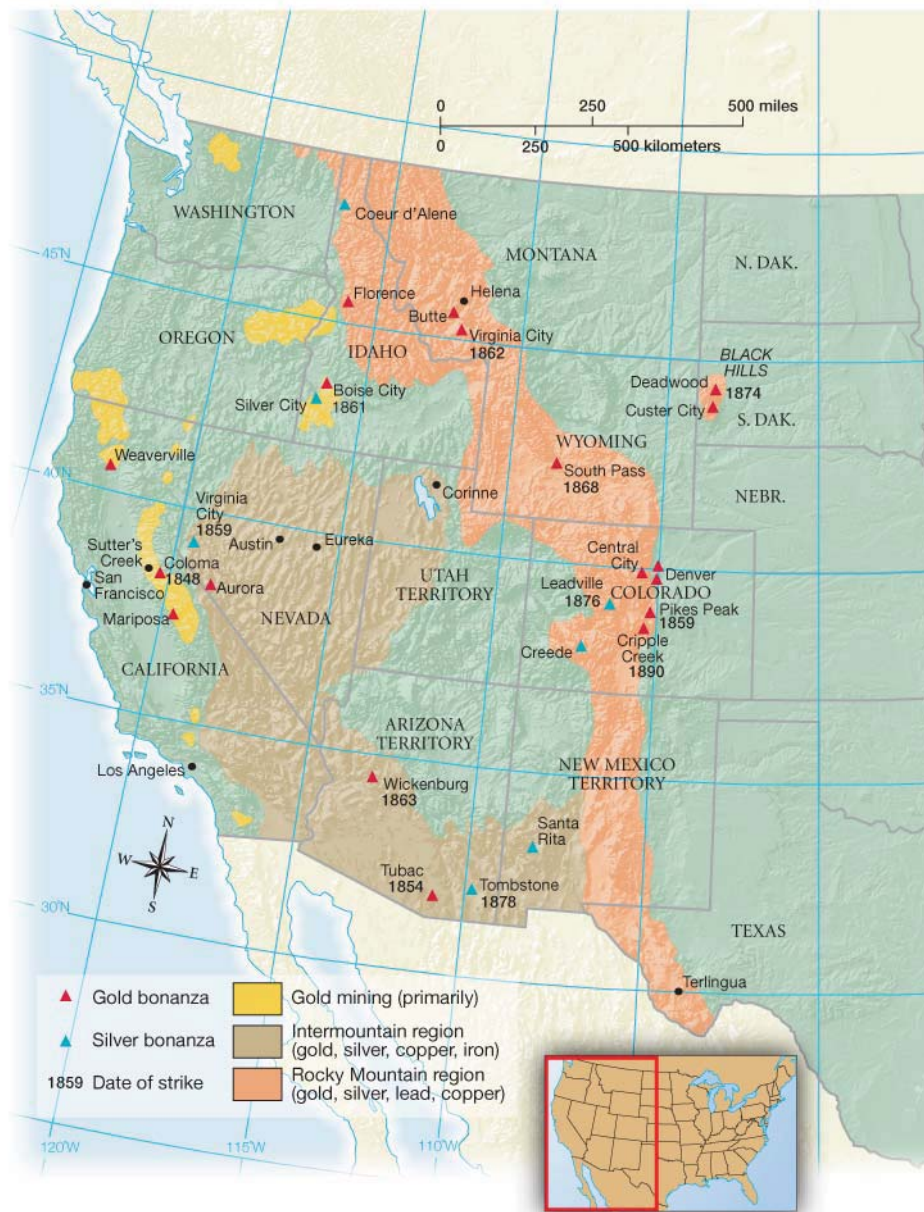 0 250 500 miles
0 250 500 kilometers
WASHINGTON
Coeur d'Alene
MONTANA
N. DAK.
45°N
Florence
Helena
Butte
Virginia City
1862
OREGON
IDAHO
BLACK
HILLS
Deadwood
1874
Custer City
S. DAK.
Boise City
1861
Silver City
WYOMING
South Pass
1868
NEBR.
40°N
Weaverville
Corinne
Virginia
City
1859
Austin
Eureka
Sutter's
Creek
Coloma
1848
San
Francisco
Aurora
Mariposa
NEVADA
UTAH
TERRITORY
Central
City
Denver
Leadville
1876
COLORADO
Pikes Peak
1859
Creede
Cripple
Creek
1890
CALIFORNIA
35°N
ARIZONA
TERRITORY
NEW MEXICO
TERRITORY
Los Angeles
Wickenburg
1863
Santa
Rita
N
W
E
S
Tubac
1854
Tombstone
1878
30°N
TEXAS
Terlingua
Gold bonanza
Silver bonanza
1859 Date of strike
Gold mining (primarily)
Intermountain region
(gold, silver, copper, iron)
Rocky Mountain region
(gold, silver, lead, copper)
120°W
115°W
110°W